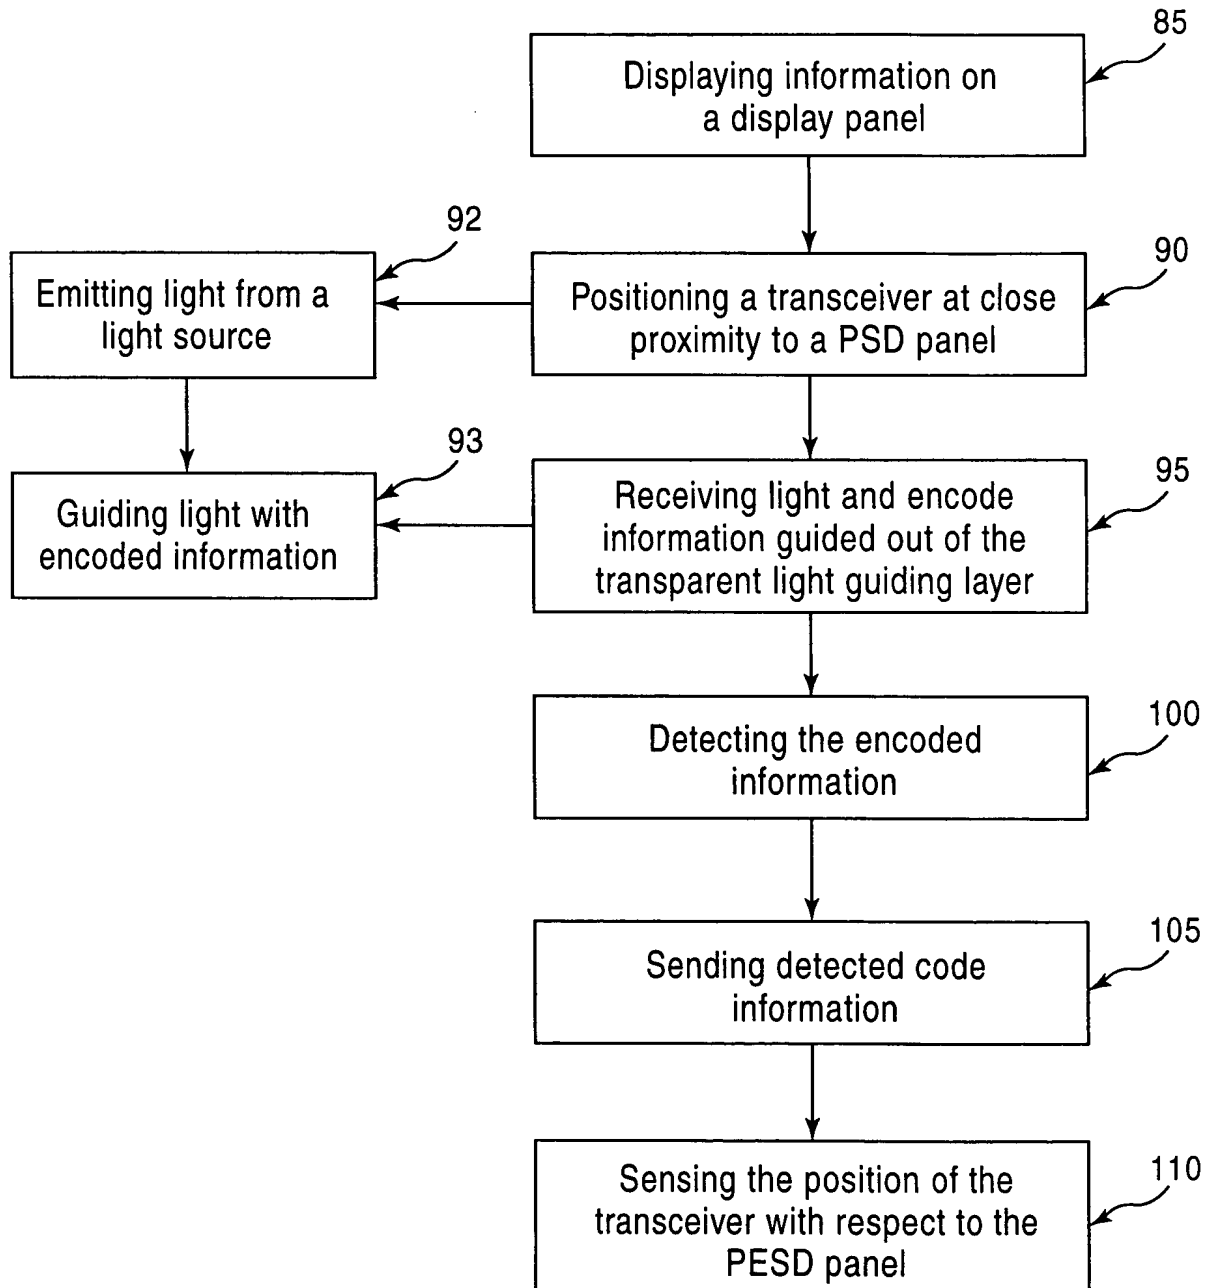 85
Displaying information on
a display panel
92
Emitting light from a
light source
90
Positioning a transceiver at close
proximity to a PSD panel
93
Guiding light with
encoded information
95
Receiving light and encode
information guided out of the
transparent light guiding layer
100
Detecting the encoded
information
105
Sending detected code
information
110
Sensing the position of the
transceiver with respect to the
PESD panel